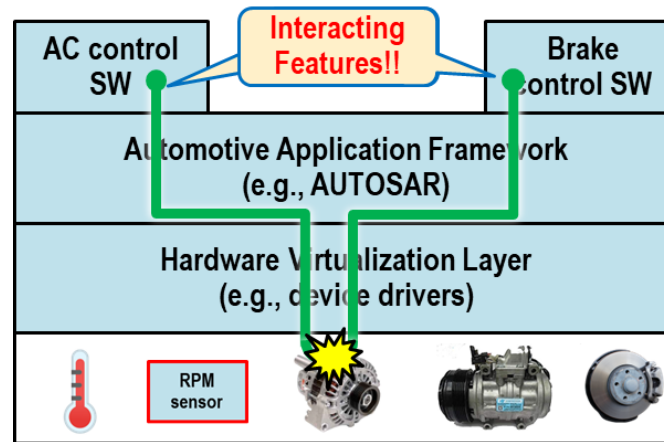 AC control
SW
Interacting
Features!!
Brake
control SW
Automotive Application Framework
(e.g., AUTOSAR)
Hardware Virtualization Layer
(e.g., device drivers)
RPM
sensor